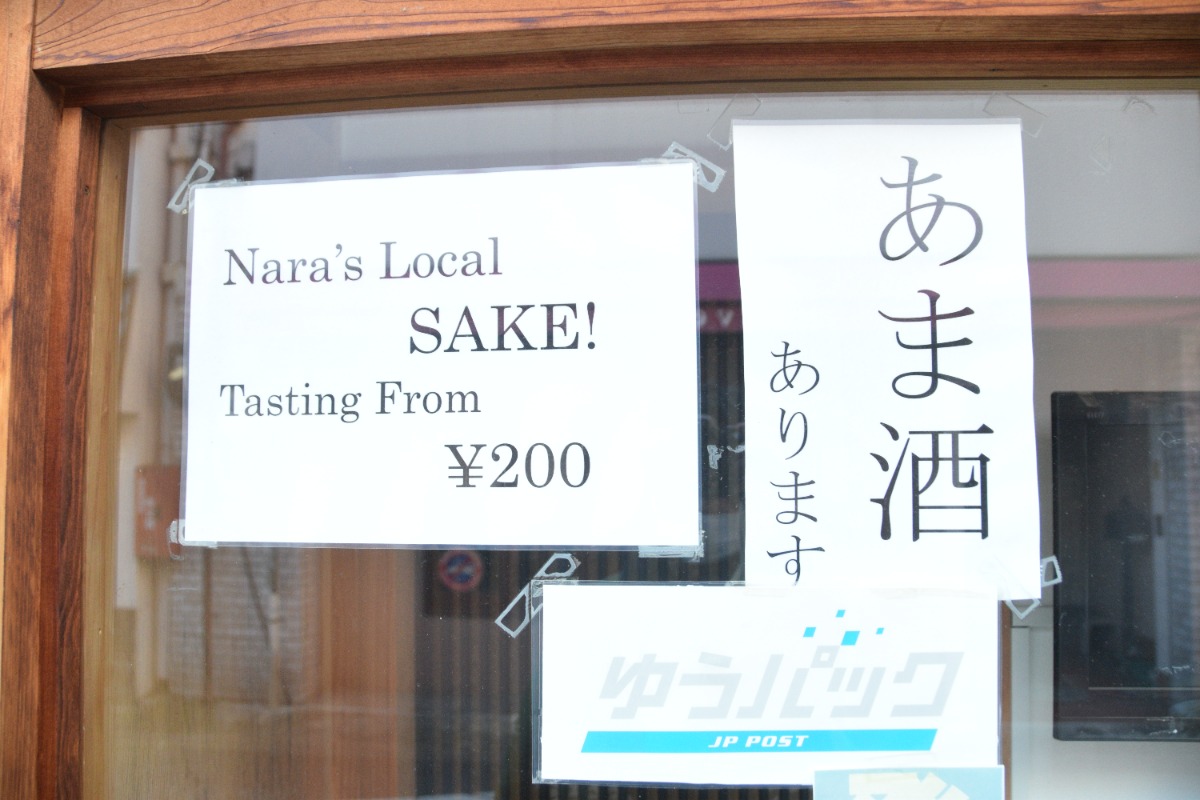 Nara's Local
SAKE!
Tasting From
¥200
あま酒
あります
ゆうパック
JP POST